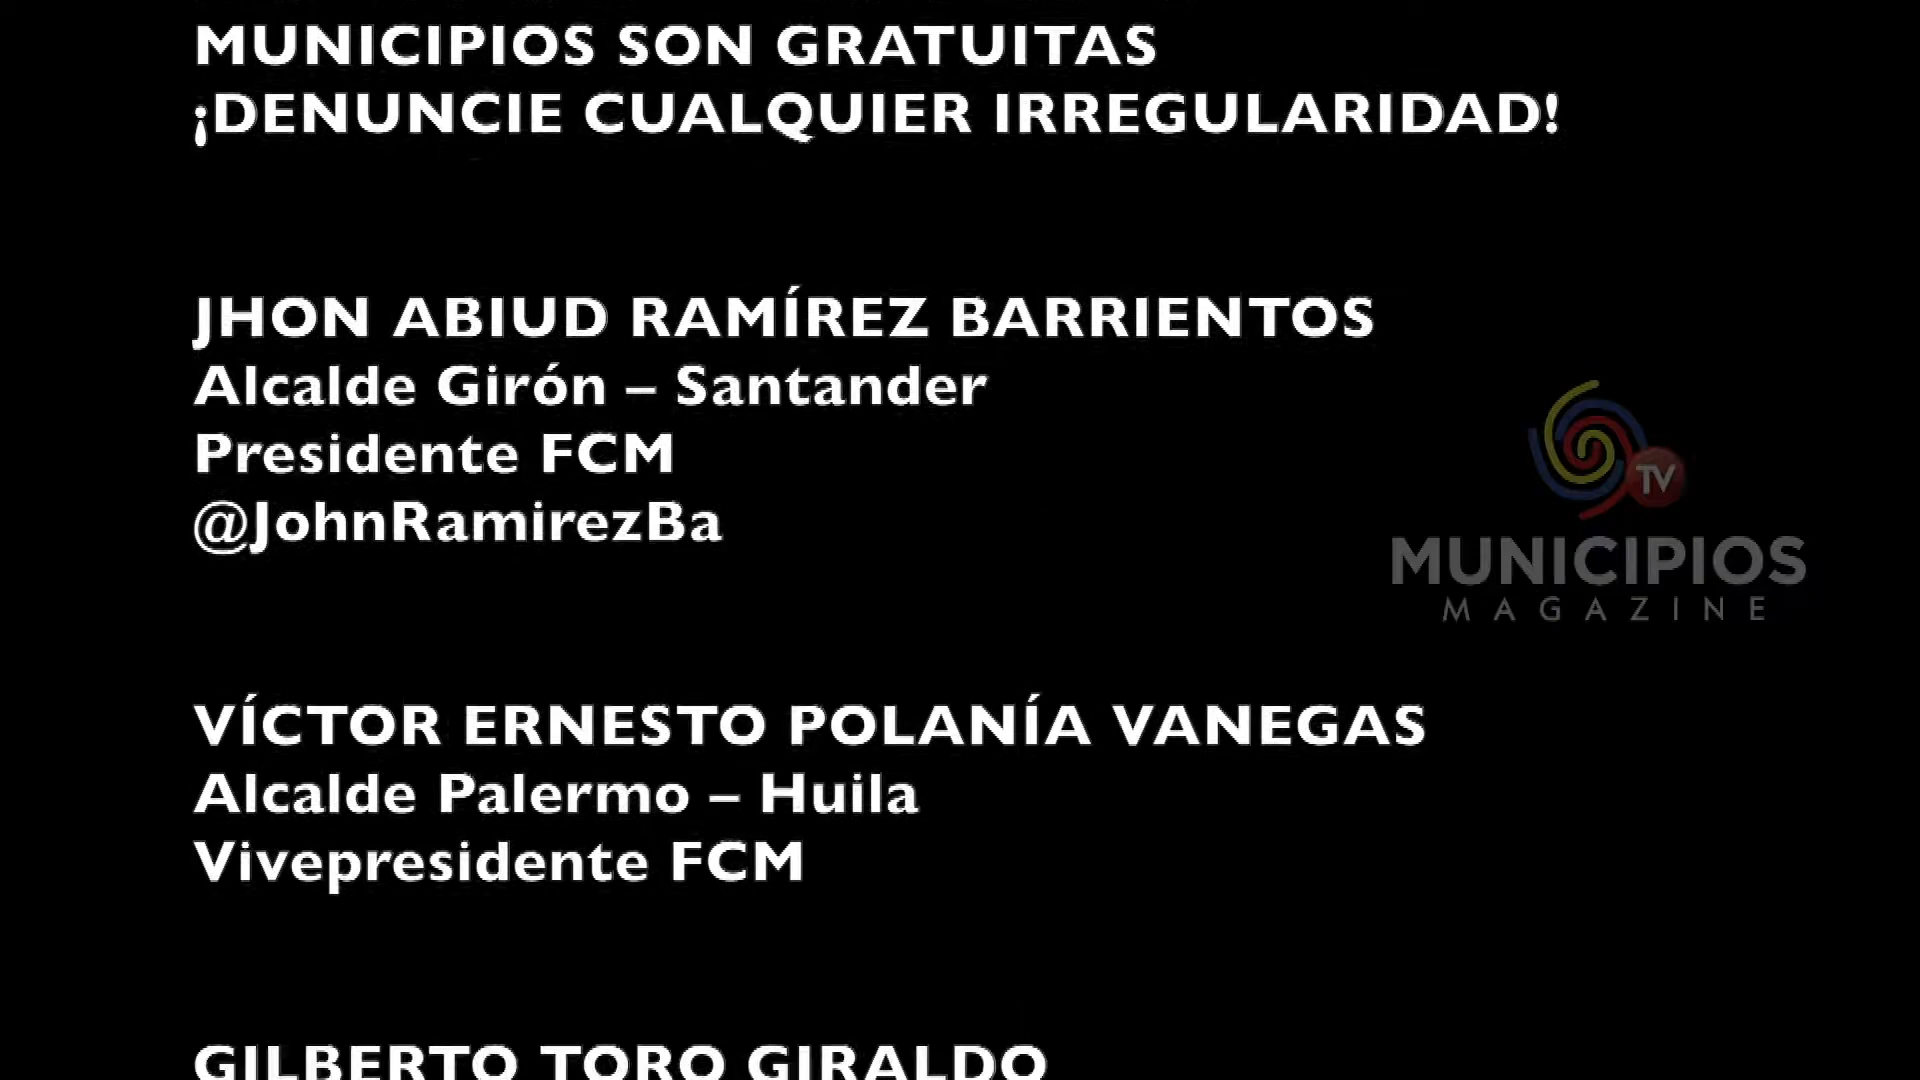 MUNICIPIOS SON GRATUITAS
¡DENUNCIE CUALQUIER IRREGULARIDAD!
JHON ABIUD RAMÍREZ BARRIENTOS
Alcalde Girón – Santander
Presidente FCM
@JohnRamirezBa
TV
MUNICIPIOS
MAGAZINE
VÍCTOR ERNESTO POLANÍA VANEGAS
Alcalde Palermo – Huila
Vivepresidente FCM
GILBERTO TORO GIRALDO